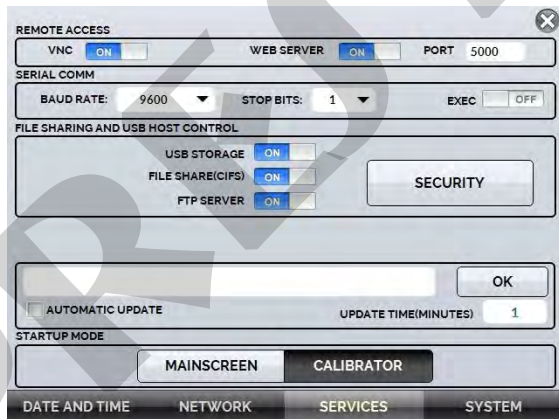 REMOTE ACCESS
VNC ON WEB SERVER ON PORT 5000
SERIAL COMM
BAUD RATE: 9600 STOP BITS: 1 EXEC OFF
FILE SHARING AND USB HOST CONTROL
USB STORAGE ON
FILE SHARE(CIFS) ON
FTP SERVER ON
SECURITY
OK
AUTOMATIC UPDATE UPDATE TIME(MINUTES) 1
STARTUP MODE
MAINSCREEN CALIBRATOR
DATE AND TIME NETWORK SERVICES SYSTEM